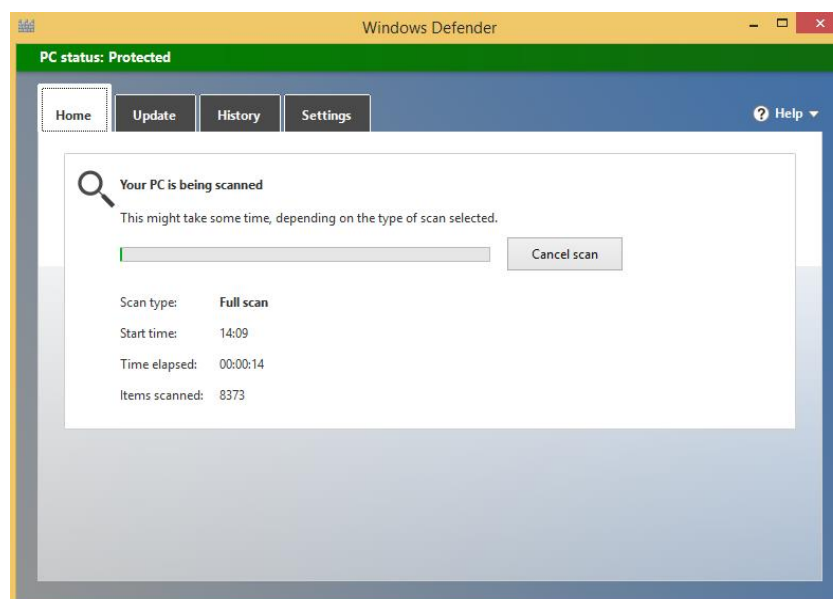 Windows Defender
PC status: Protected
Home Update History Settings Help
Your PC is being scanned
This might take some time, depending on the type of scan selected.
Cancel scan
Scan type: Full scan
Start time: 14:09
Time elapsed: 00:00:14
Items scanned: 8373